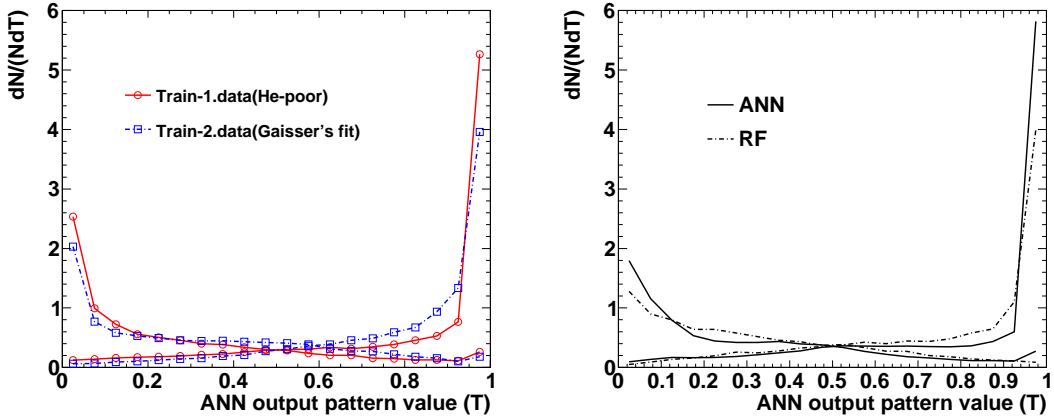 dN/(NdT)
6
5
4
3
2
1
0
Train-1.data(He-poor)
Train-2.data(Gaisser's fit)
0 0.2 0.4 0.6 0.8 1
ANN output pattern value (T)
dN/(NdT)
6
5
4
3
2
1
0
ANN
RF
0 0.1 0.2 0.3 0.4 0.5 0.6 0.7 0.8 0.9 1
ANN output pattern value (T)